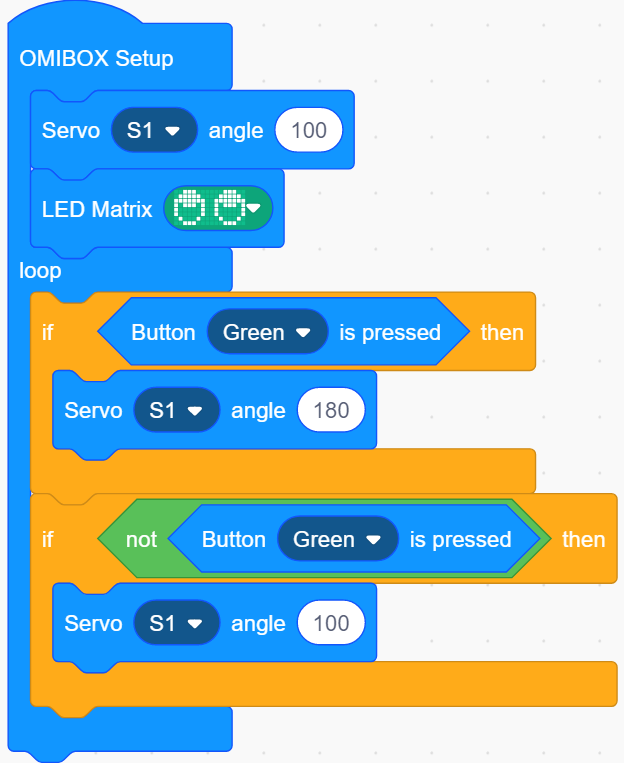 OMIBOX Setup
Servo S1 angle 100
LED Matrix
loop
if Button Green is pressed then
Servo S1 angle 180
if not Button Green is pressed then
Servo S1 angle 100